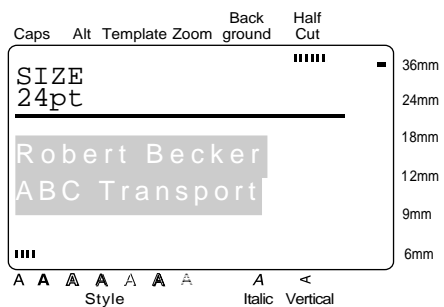 Back Half
Caps Alt Template Zoom ground Cut
36mm
SIZE
24pt
24mm
18mm
Robert Becker
12mm
ABC Transport
9mm
6mm
A A A A A A A A A
Style Italic Vertical